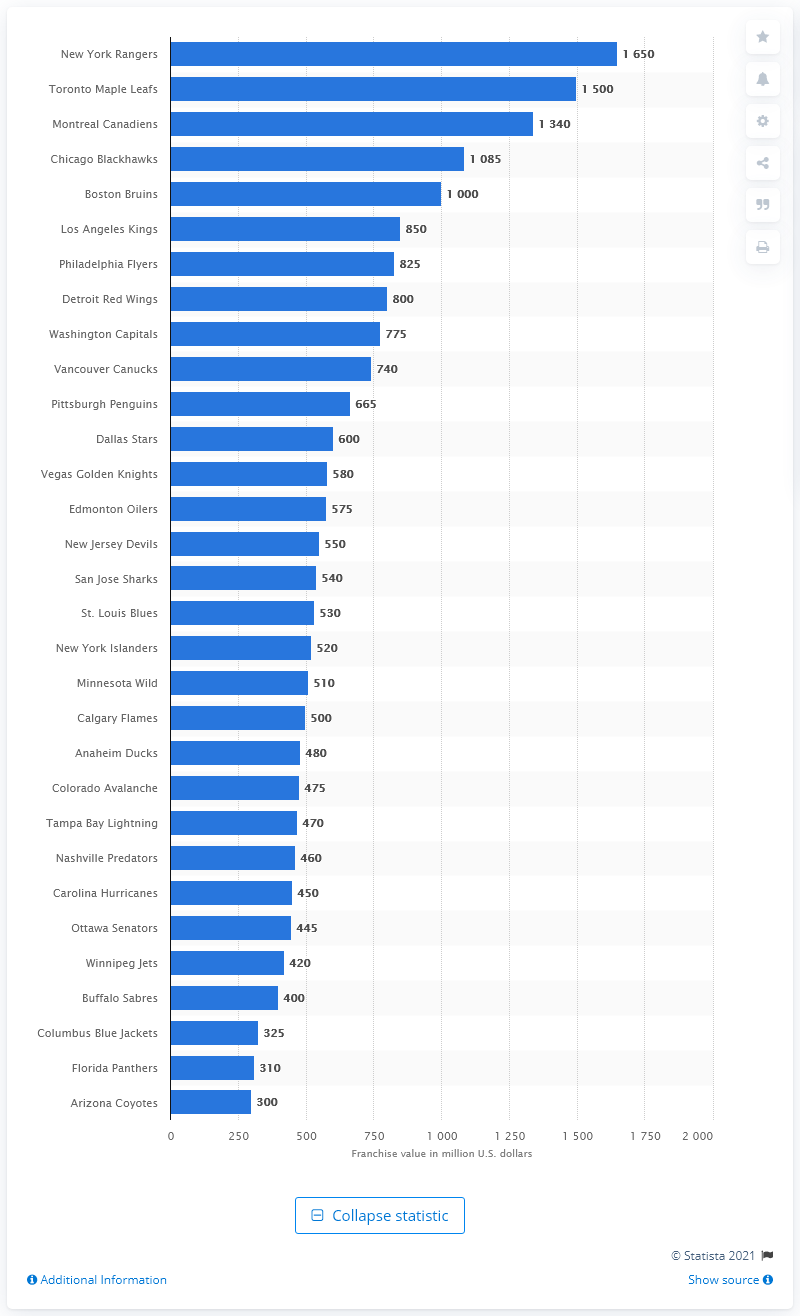 New York Rangers 1 650
Toronto Maple Leafs 1 500
Montreal Canadiens 1 340
Chicago Blackhawks 1 085
Boston Bruins 1 000
Los Angeles Kings 850
Philadelphia Flyers 825
Detroit Red Wings 800
Washington Capitals 775
Vancouver Canucks 740
Pittsburgh Penguins 665
Dallas Stars 600
Vegas Golden Knights 580
Edmonton Oilers 575
New Jersey Devils 550
San Jose Sharks 540
St. Louis Blues 530
New York Islanders 520
Minnesota Wild 510
Calgary Flames 500
Anaheim Ducks 480
Colorado Avalanche 475
Tampa Bay Lightning 470
Nashville Predators 460
Carolina Hurricanes 450
Ottawa Senators 445
Winnipeg Jets 420
Buffalo Sabres 400
Columbus Blue Jackets 325
Florida Panthers 310
Arizona Coyotes 300
0 250 500 750 1 000 1 250 1 500 1 750 2 000
Franchise value in million U.S. dollars
Collapse statistic
© Statista 2021
Additional Information Show source